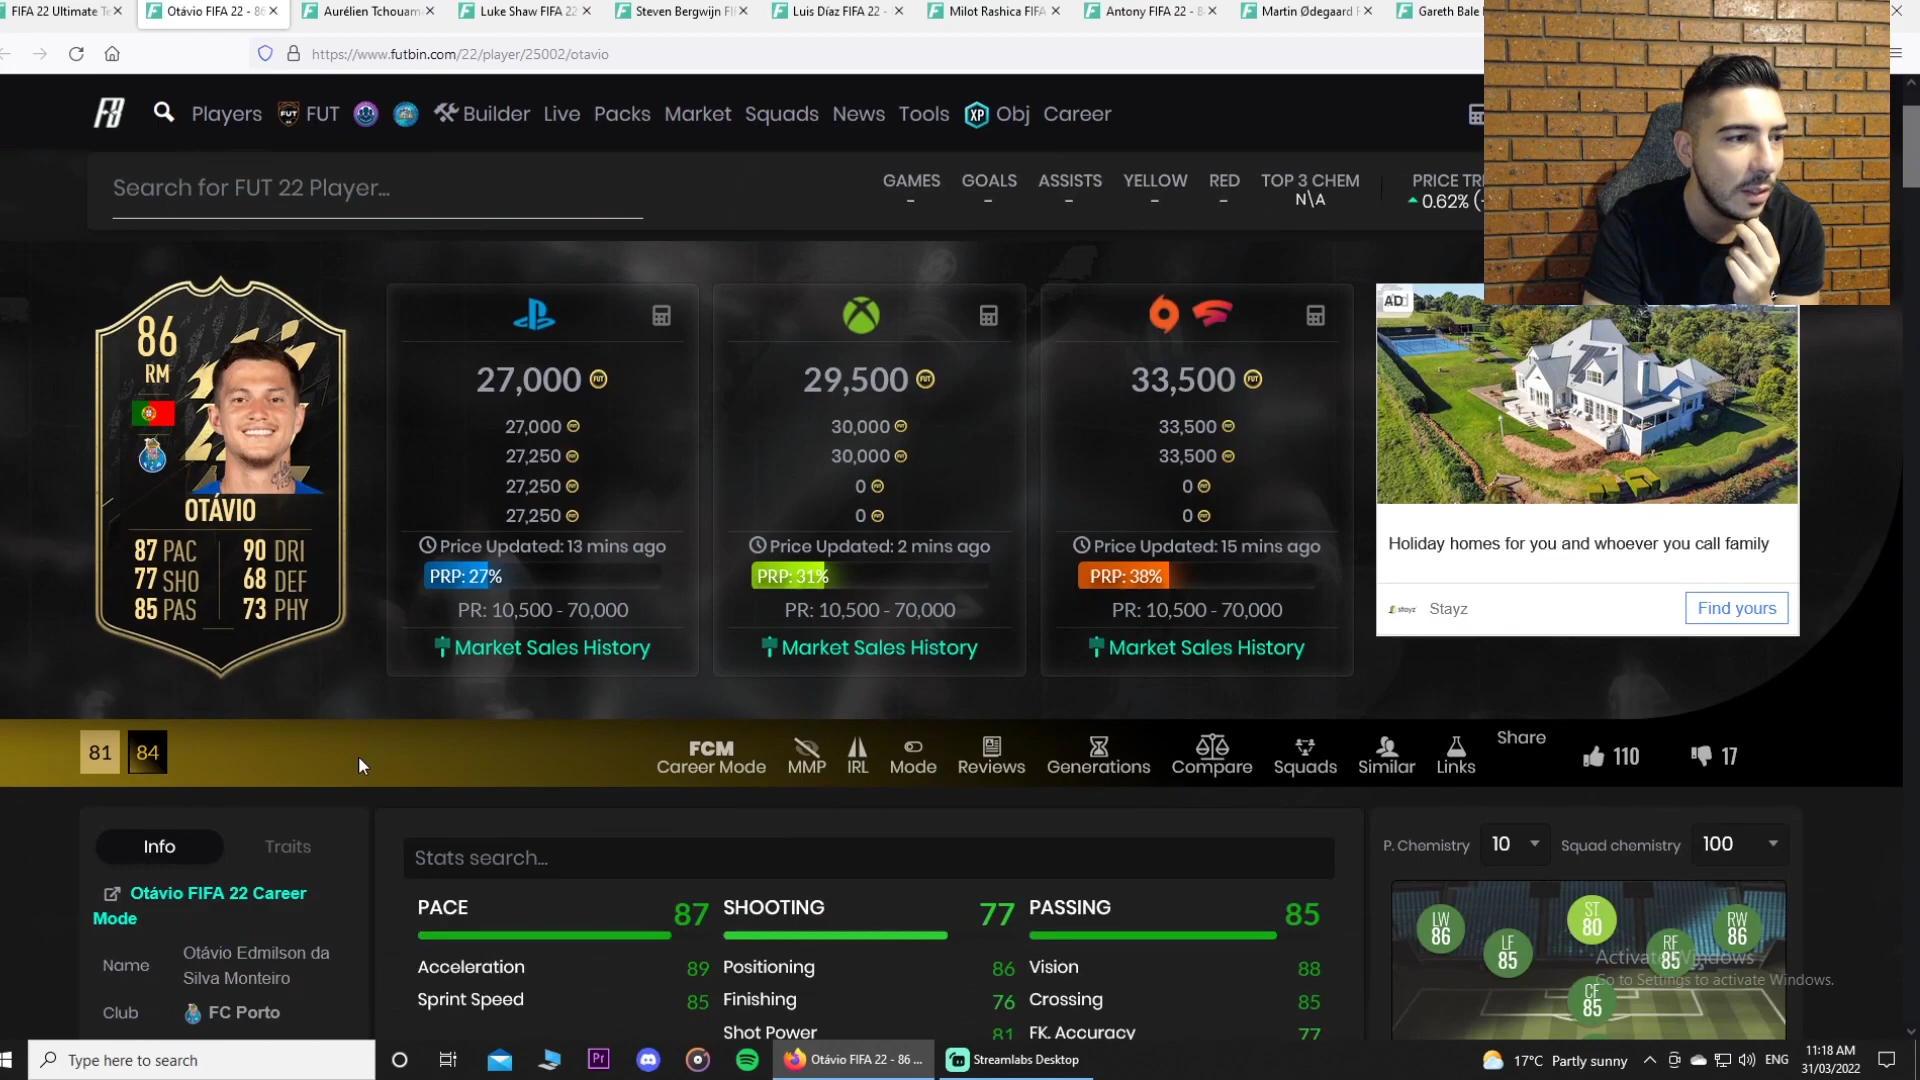 FIFA 22 Ultimate Te
Otávio FIFA 22 - 86
Aurélien Tchouam
Luke Shaw FIFA 22
Steven Bergwijn FI
Luis Díaz FIFA 22 -
Milot Rashica FIFA
Antony FIFA 22 - 8
Martin Ødegaard F
Gareth Bale
https://www.futbin.com/22/player/25002/otavio
Players FUT Builder Live Packs Market Squads News Tools XP Obj Career
Search for FUT 22 Player...
GAMES GOALS ASSISTS YELLOW RED TOP 3 CHEM PRICE TR
- - - - - N\A 0.62% (
86
RM
OTÁVIO
87 PAC 90 DRI
77 SHO 68 DEF
85 PAS 73 PHY
27,000
27,000
27,250
27,250
27,250
Price Updated: 13 mins ago
PRP: 27%
PR: 10,500 - 70,000
Market Sales History
29,500
30,000
30,000
0
0
Price Updated: 2 mins ago
PRP: 31%
PR: 10,500 - 70,000
Market Sales History
33,500
33,500
33,500
0
0
Price Updated: 15 mins ago
PRP: 38%
PR: 10,500 - 70,000
Market Sales History
AD
Holiday homes for you and whoever you call family
stayz Stayz Find yours
81 84
FCM
Career Mode MMP IRL Mode Reviews Generations Compare Squads Similar Links
Share
110 17
Info Traits
Otávio FIFA 22 Career
Mode
Name Otávio Edmilson da
Silva Monteiro
Club FC Porto
Stats search...
PACE 87 SHOOTING 77 PASSING 85
Acceleration 89 Positioning 86 Vision 88
Sprint Speed 85 Finishing 76 Crossing 85
Shot Power 81 FK. Accuracy 77
P. Chemistry 10 Squad chemistry 100
LW
86
LF
85
ST
80
RF
85
RW
86
CF
85
Activate Windows
Go to Settings to activate Windows.
Type here to search
Pr
Otávio FIFA 22 - 86 ...
Streamlabs Desktop
17°C Partly sunny
ENG
11:18 AM
31/03/2022